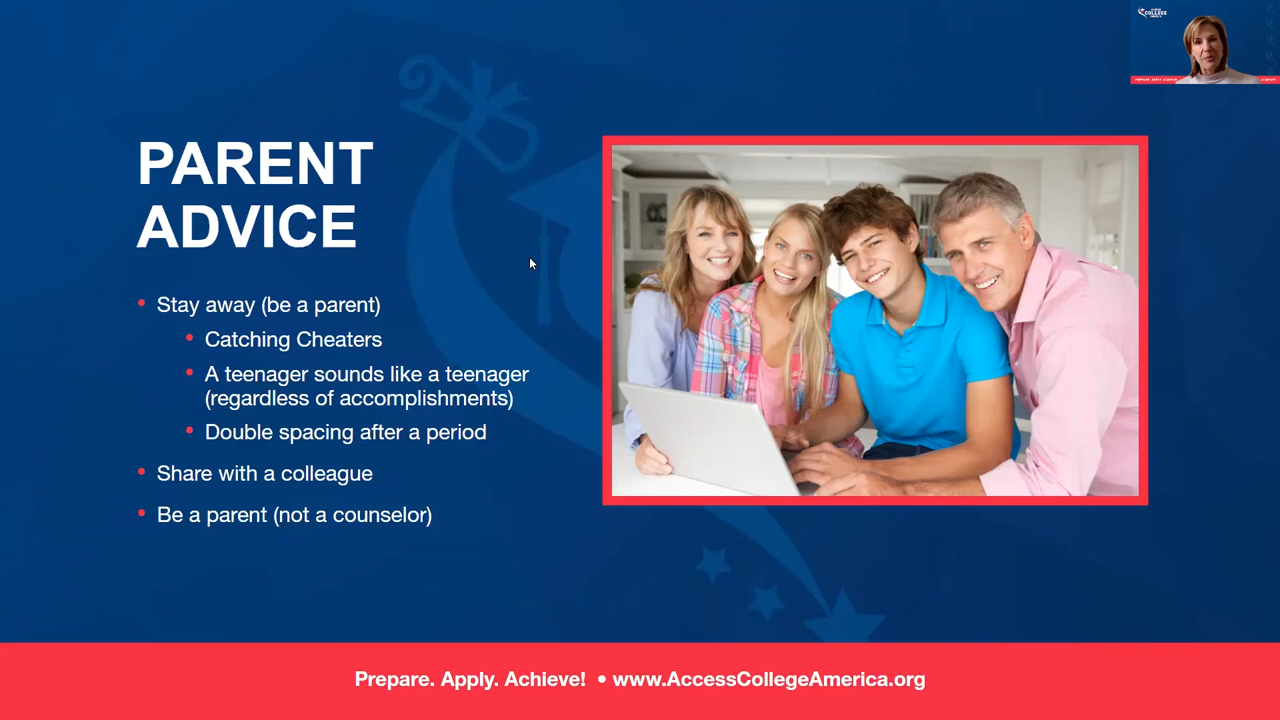 COLLEGE
PARENT
ADVICE
• Stay away (be a parent)
• Catching Cheaters
• A teenager sounds like a teenager
(regardless of accomplishments)
• Double spacing after a period
• Share with a colleague
• Be a parent (not a counselor)
Prepare. Apply. Achieve! • www.AccessCollegeAmerica.org